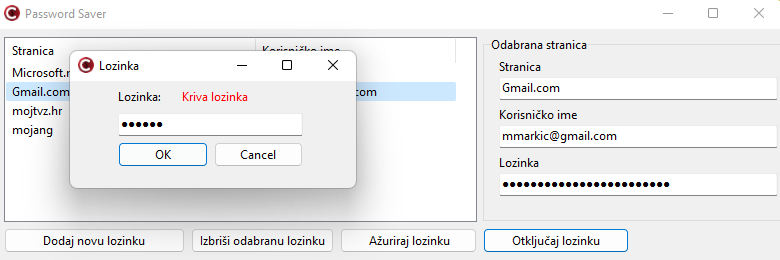 Password Saver
Stranica
Korisničko ime
Microsoft.
Gmail.com
com
mojtvz.hr
mojang
Lozinka
Lozinka: Kriva lozinka
●●●●●●
OK Cancel
Odabrana stranica
Stranica
Gmail.com
Korisničko ime
mmarkic@gmail.com
Lozinka
●●●●●●●●●●●●●●●●●●●●●●●●
Dodaj novu lozinku Izbriši odabranu lozinku Ažuriraj lozinku Otključaj lozinku